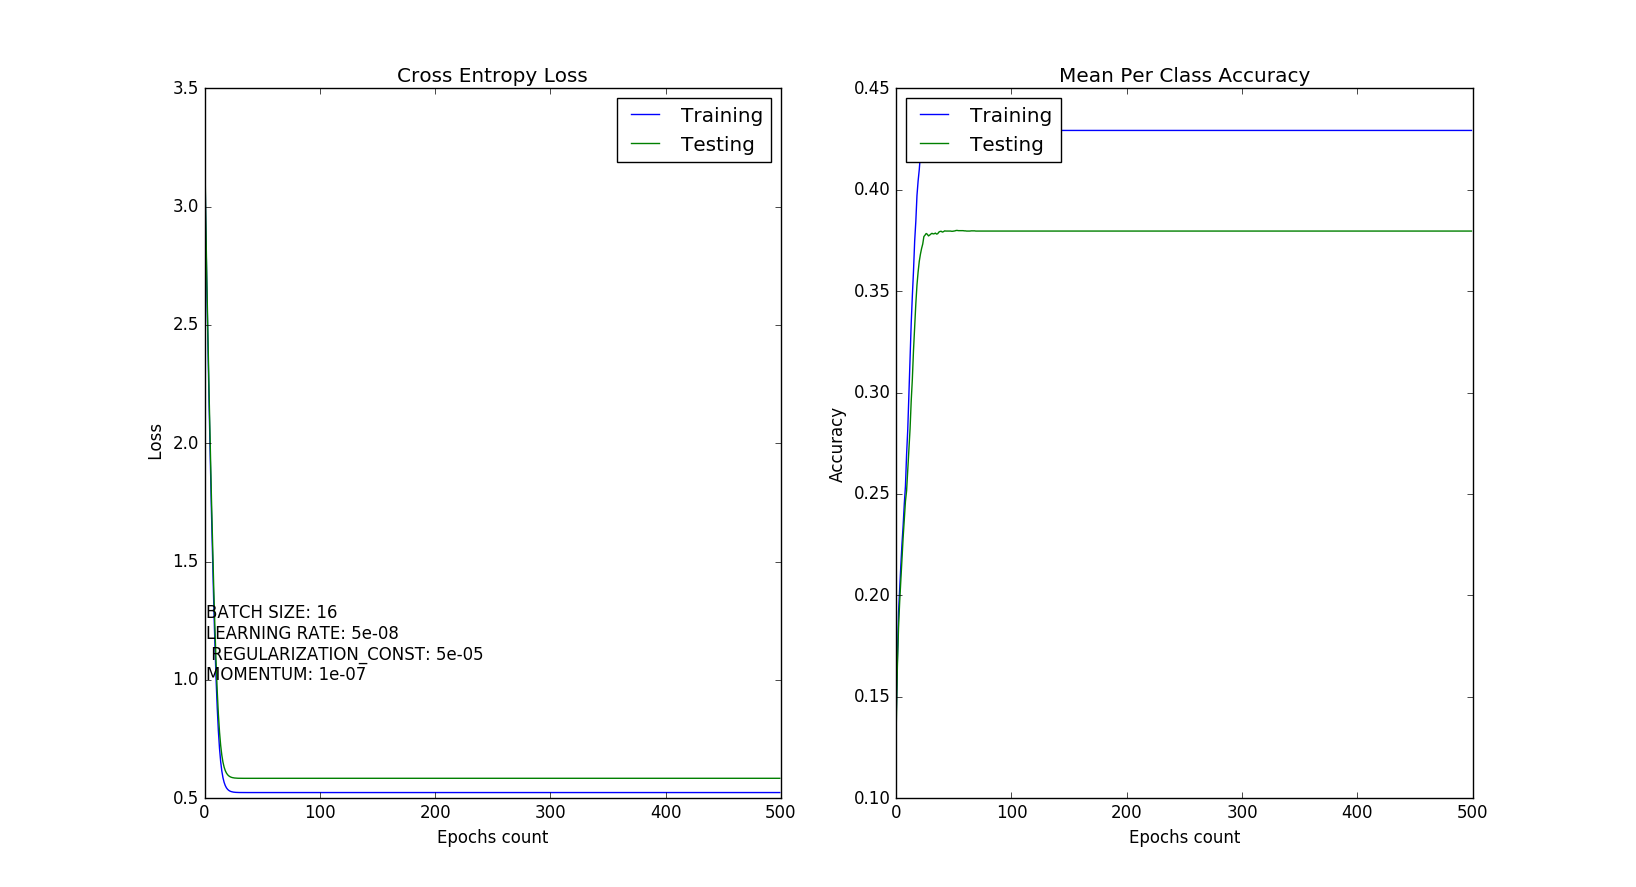 Cross Entropy Loss
3.5
3.0
2.5
2.0
1.5
1.0
0.5
Loss
Training
Testing
BATCH SIZE: 16
LEARNING RATE: 5e-08
REGULARIZATION_CONST: 5e-05
MOMENTUM: 1e-07
0 100 200 300 400 500
Epochs count
Mean Per Class Accuracy
0.45
0.40
0.35
0.30
0.25
0.20
0.15
0.10
Accuracy
Training
Testing
0 100 200 300 400 500
Epochs count